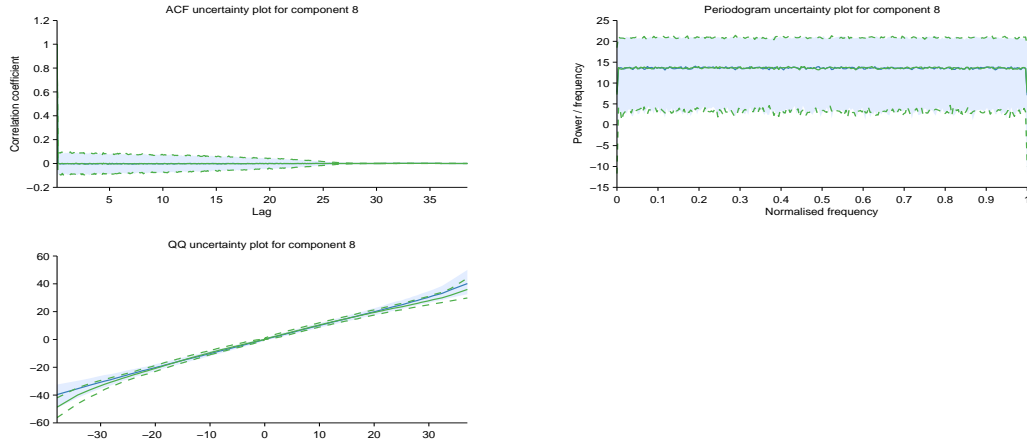 ACF uncertainty plot for component 8
1.2
1
0.8
0.6
0.4
0.2
0
−0.2
Correlation coefficient
5 10 15 20 25 30 35
Lag
Periodogram uncertainty plot for component 8
25
20
15
10
5
0
−5
−10
−15
Power / frequency
0 0.1 0.2 0.3 0.4 0.5 0.6 0.7 0.8 0.9 1
Normalised frequency
QQ uncertainty plot for component 8
60
40
20
0
−20
−40
−60
−30 −20 −10 0 10 20 30